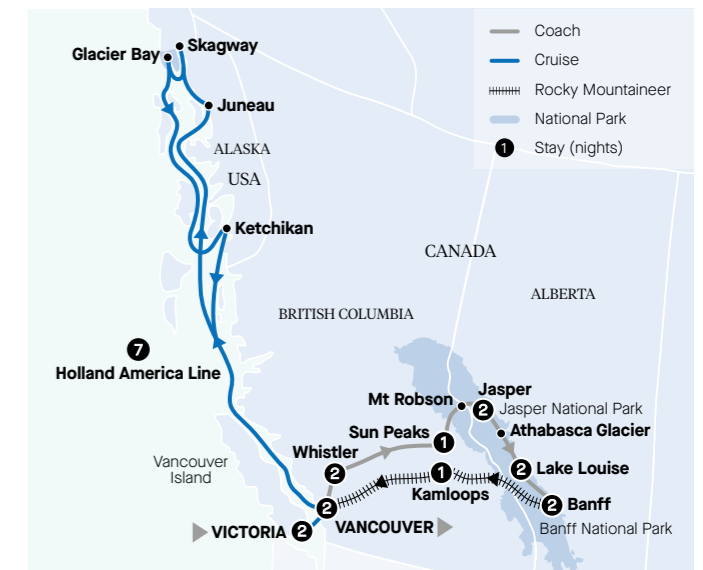 Coach
Cruise
Rocky Mountaineer
National Park
1 Stay (nights)
Skagway
Glacier Bay
Juneau
ALASKA
USA
Ketchikan
CANADA
ALBERTA
BRITISH COLUMBIA
7
Holland America Line
Mt Robson
Jasper
2
Jasper National Park
Sun Peaks
1
Athabasca Glacier
Whistler
2
2 Lake Louise
Vancouver
Island
1
Kamloops
2 Banff
2
VANCOUVER
VICTORIA 2
Banff National Park